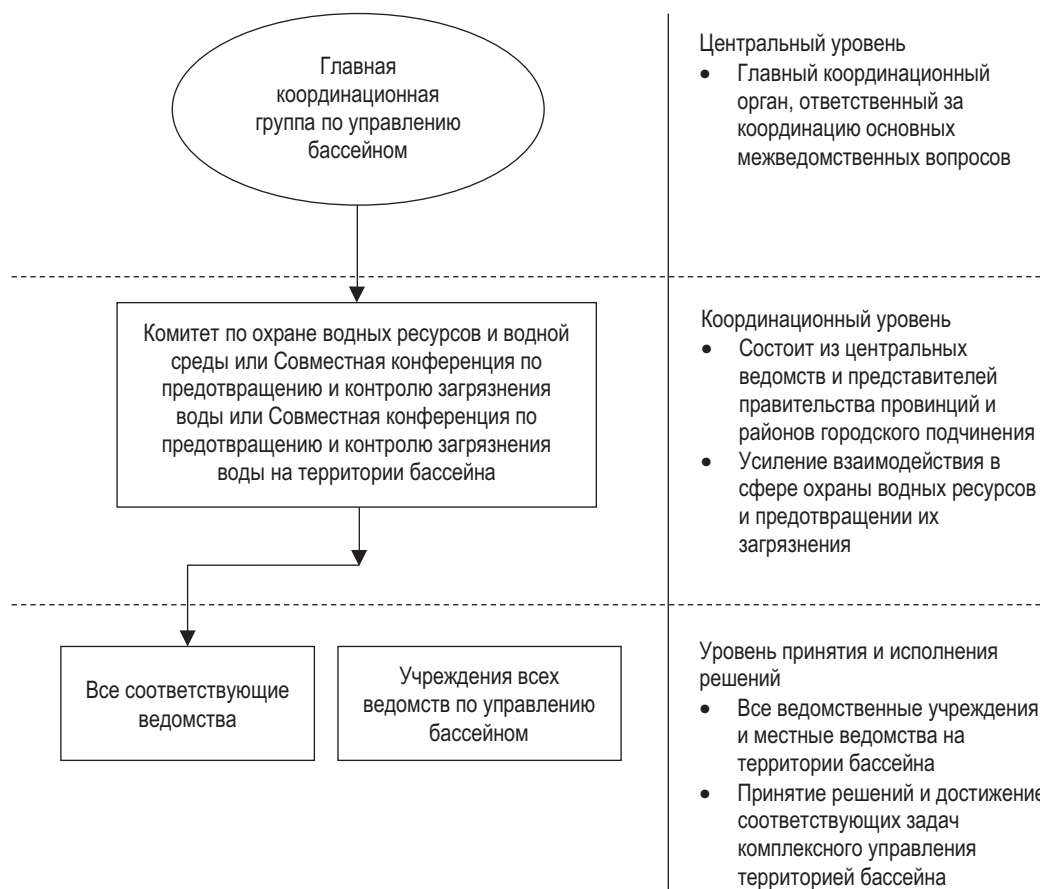 Главная
координационная
группа по управлению
бассейном
Центральный уровень
• Главный координационный
орган, ответственный за
координацию основных
межведомственных вопросов
Комитет по охране водных ресурсов и водной
среды или Совместная конференция по
предотвращению и контролю загрязнения
воды или Совместная конференция по
предотвращению и контролю загрязнения
воды на территории бассейна
Координационный уровень
• Состоит из центральных
ведомств и представителей
правительства провинций и
районов городского подчинения
• Усиление взаимодействия в
сфере охраны водных ресурсов
и предотвращении их
загрязнения
Все соответствующие
ведомства
Учреждения всех
ведомств по управлению
бассейном
Уровень принятия и исполнения
решений
• Все ведомственные учреждения
и местные ведомства на
территории бассейна
• Принятие решений и достижение
соответствующих задач
комплексного управления
территорией бассейна